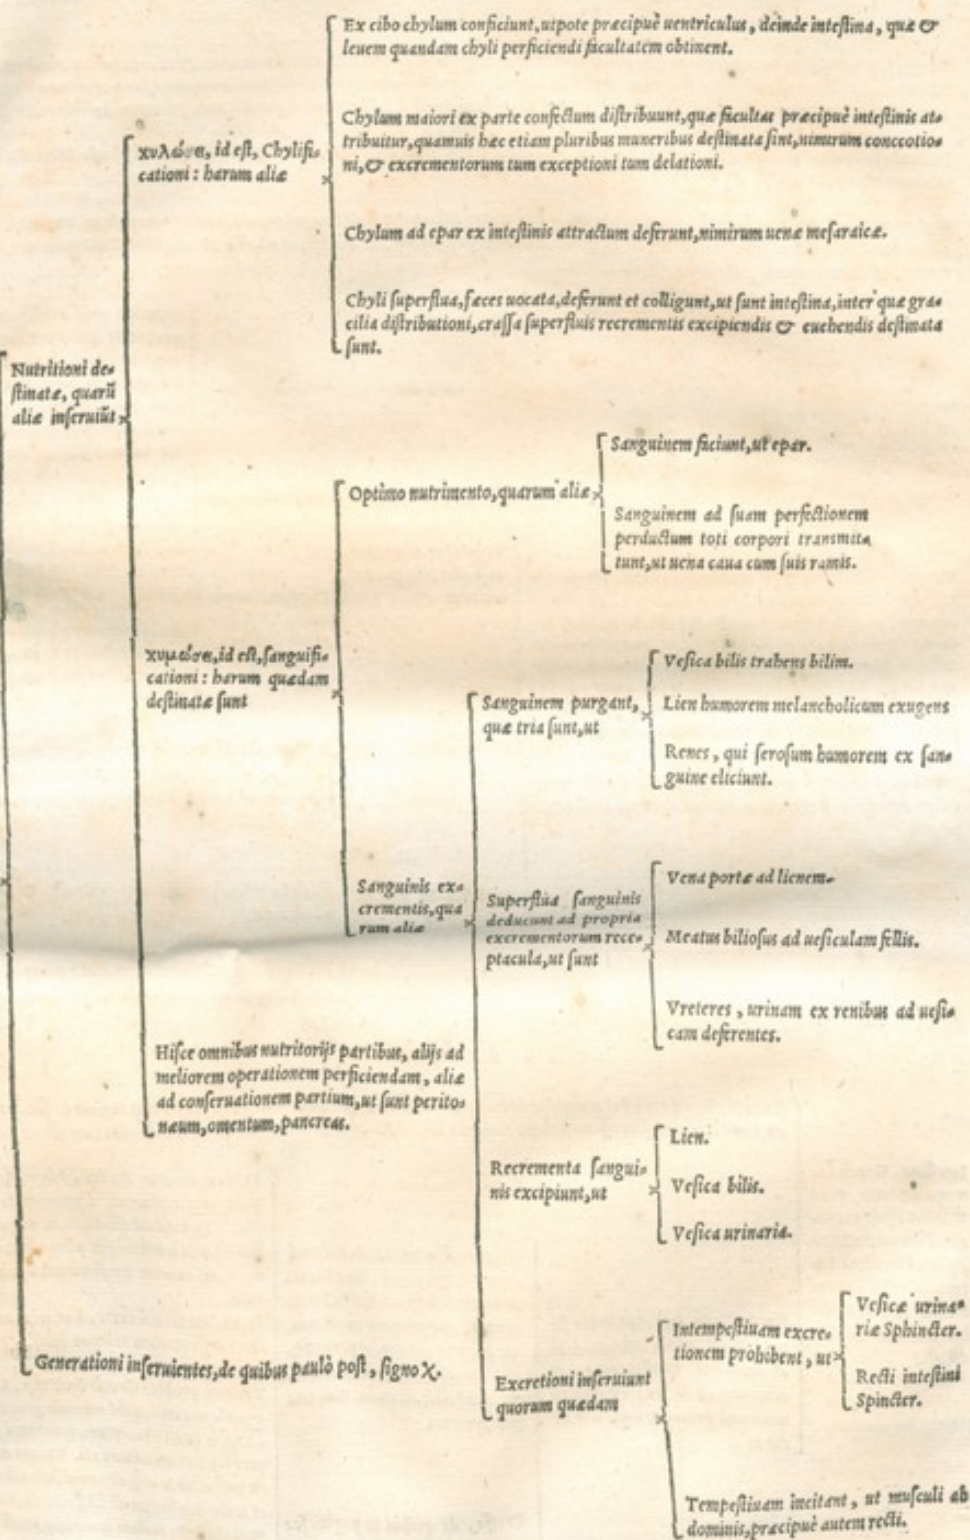 Ex cibo chylum conficiunt, utpote præcipuè uentriculus, deinde inteſtina, quæ &
leuem quandam chyli perficiendi facultatem obtinent.
Chylum maiori ex parte confectum diſtribuunt, quæ facultas præcipuè inteſtinis at-
tribuitur, quamuis hæc etiam pluribus muneribus deſtinata ſint, nimirum conccotio-
ni, & excrementorum tum exceptioni tum delationi.
χυλώσει, id eſt, Chylifi-
cationi: harum aliæ
Chylum ad epar ex inteſtinis attractum deferunt, nimirum uenæ meſaraicæ.
Chyli ſuperflua, fæces uocata, deferunt et colligunt, ut ſunt inteſtina, inter quæ gra-
cilia diſtributioni, craſſa ſuperfluis recrementis excipiendis & euehendis deſtinata
ſunt.
Nutritioni de-
ſtinatæ, quarũ
aliæ inſeruiũt
Sanguinem faciunt, ut epar.
Optimo nutrimento, quarum aliæ
Sanguinem ad ſuam perfectionem
perductum toti corpori transmit-
tunt, ut uena caua cum ſuis ramis.
χυμώσει, id eſt, ſanguifi-
cationi: harum quædam
deſtinatæ ſunt
Veſica bilis trahens bilim.
Sanguinem purgant,
quæ tria ſunt, ut
Lien humorem melancholicum exugens
Renes, qui ſeroſum humorem ex ſan-
guine eliciunt.
Sanguinis ex-
crementis, qua
rum aliæ
Superflua ſanguinis
deducunt ad propria
excrementorum rece-
ptacula, ut ſunt
Vena portæ ad lienem.
Meatus bilioſus ad ueſiculam fellis.
Vreteres, urinam ex renibus ad ueſi-
cam deferentes.
Hiſce omnibus nutritorijs partibus, alijs ad
meliorem operationem perficiendam, aliæ
ad conſeruationem partium, ut ſunt perito-
næum, omentum, pancreas.
Recrementa ſangui-
nis excipiunt, ut
Lien.
Veſica bilis.
Veſica urinaria.
Generationi inſeruientes, de quibus paulò poſt, ſigno χ.
Excretioni inſeruiunt
quorum quædam
Intempeſtiuam excre-
tionem prohibent, ut
Veſicæ urina-
riæ Sphincter.
Recti inteſtini
Spincter.
Tempeſtiuam incitant, ut muſculi ab
dominis, præcipuè autem recti.